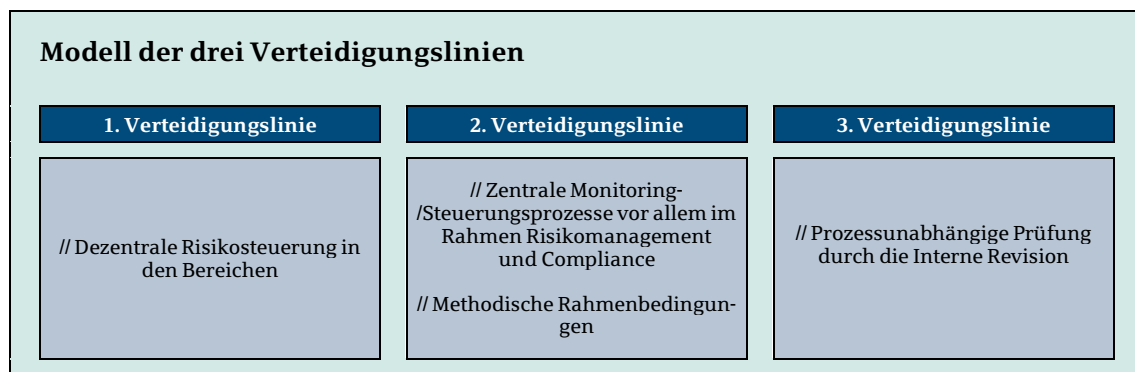 Modell der drei Verteidigungslinien
1. Verteidigungslinie
// Dezentrale Risikosteuerung in
den Bereichen
2. Verteidigungslinie
// Zentrale Monitoring-
/Steuerungsprozesse vor allem im
Rahmen Risikomanagement
und Compliance
// Methodische Rahmenbedingun-
gen
3. Verteidigungslinie
// Prozessunabhängige Prüfung
durch die Interne Revision